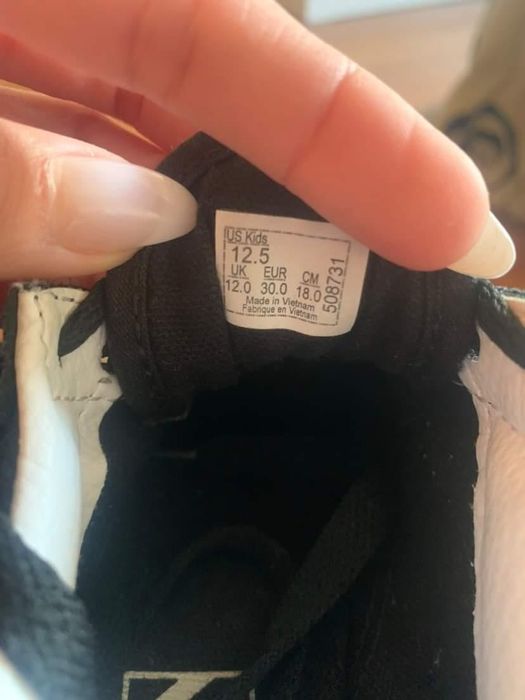 US Kids
12.5
UK EUR CM
12.0 30.0 18.0
Made in Vietnam
Fabrique en Vietnam
508731